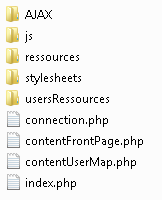 AJAX
js
ressources
stylesheets
usersRessources
connection.php
contentFrontPage.php
contentUserMap.php
index.php